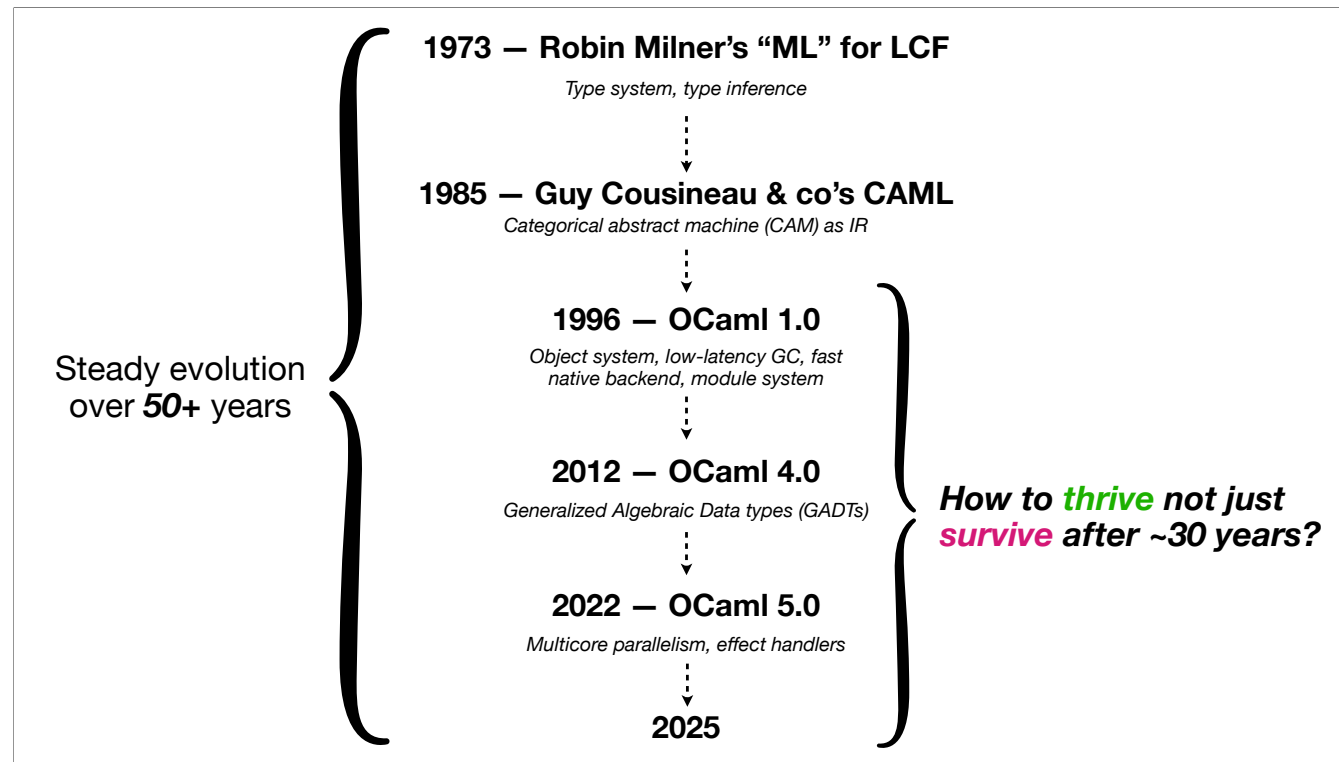 1973 — Robin Milner's “ML” for LCF
Type system, type inference
1985 — Guy Cousineau & co's CAML
Categorical abstract machine (CAM) as IR
1996 — OCaml 1.0
Object system, low-latency GC, fast
native backend, module system
Steady evolution
over 50+ years
2012 — OCaml 4.0
Generalized Algebraic Data types (GADTs)
How to thrive not just
survive after ~30 years?
2022 — OCaml 5.0
Multicore parallelism, effect handlers
2025